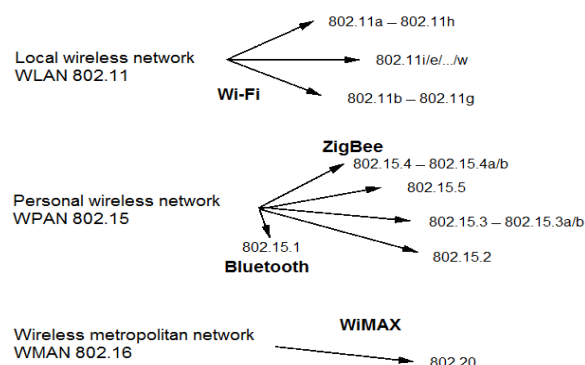 802.11a – 802.11h
Local wireless network
WLAN 802.11
802.11i/e/.../w
Wi-Fi
802.11b – 802.11g
ZigBee
802.15.4 – 802.15.4a/b
802.15.5
Personal wireless network
WPAN 802.15
802.15.3 – 802.15.3a/b
802.15.1
802.15.2
Bluetooth
WiMAX
Wireless metropolitan network
WMAN 802.16
802.20